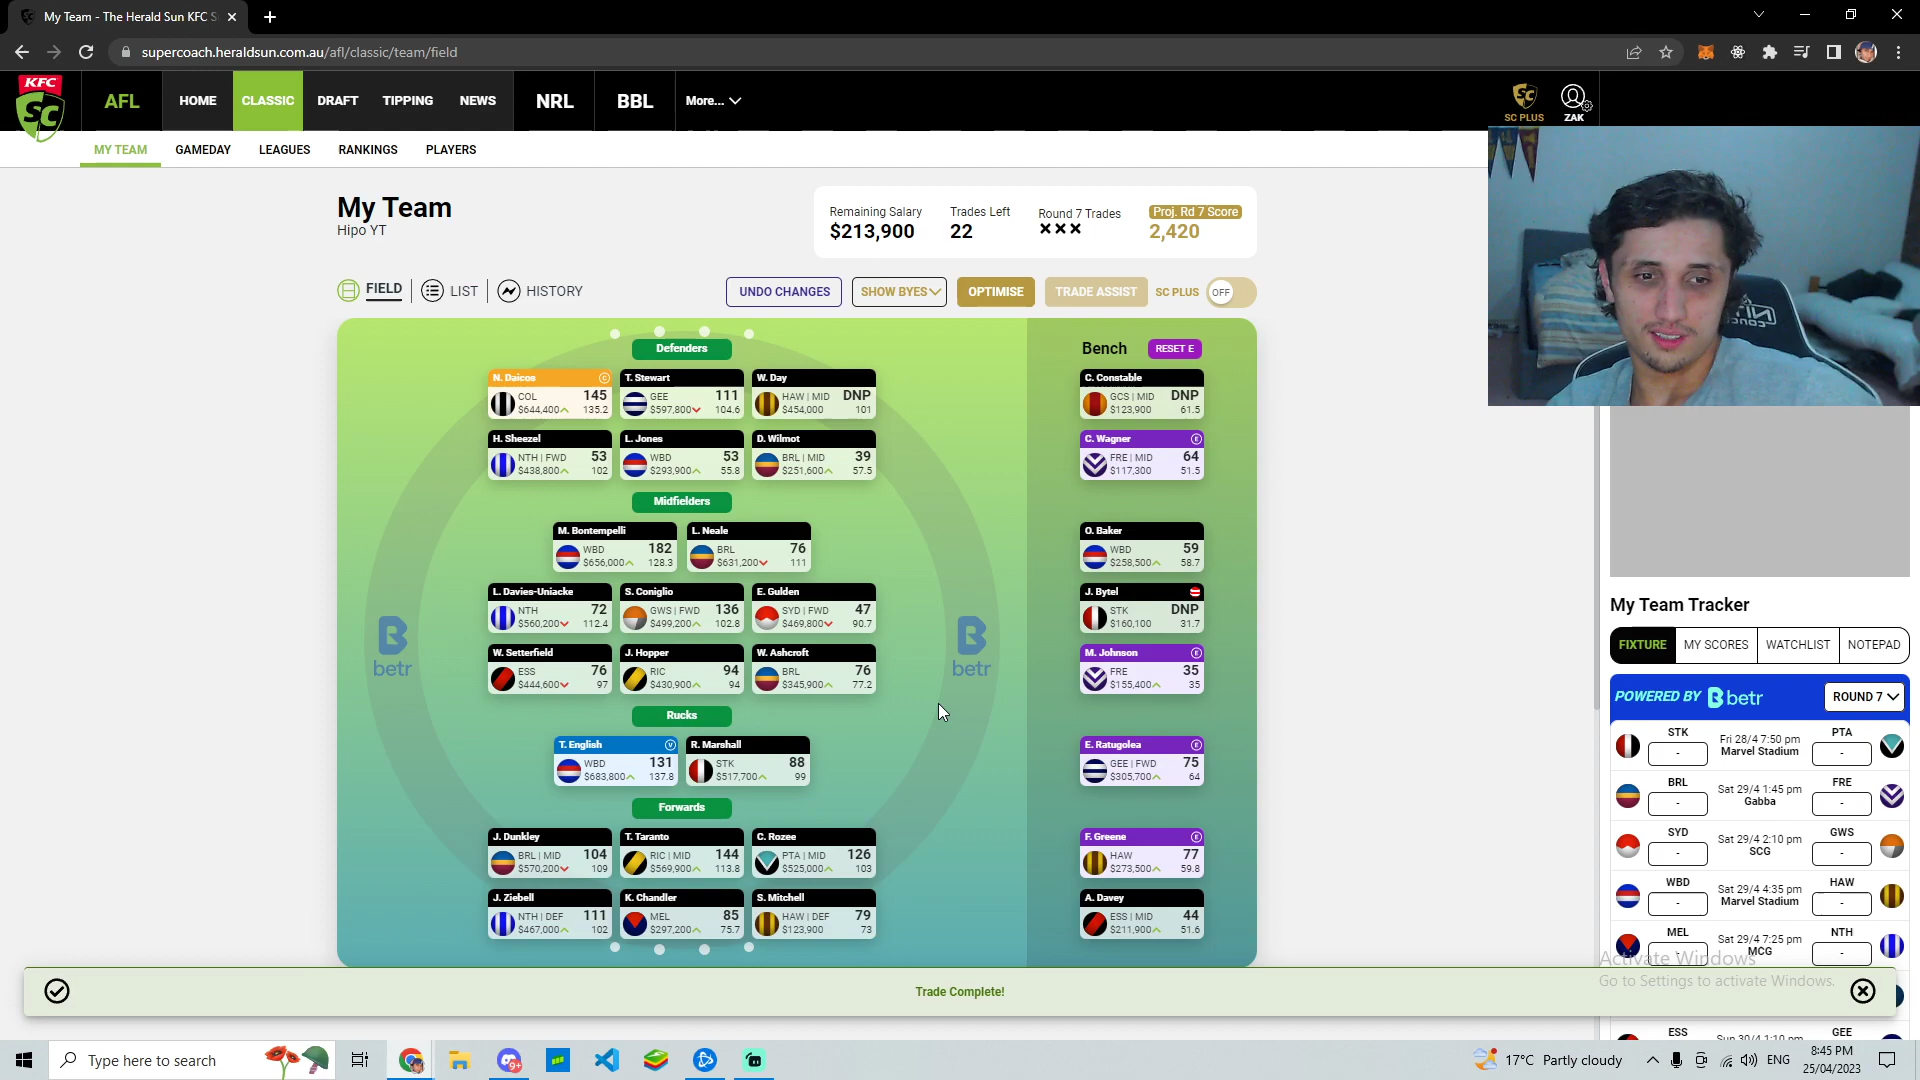 My Team - The Herald Sun KFC S
supercoach.heraldsun.com.au/afl/classic/team/field
KFC
SC
AFL
HOME
CLASSIC
DRAFT
TIPPING
NEWS
NRL
BBL
More...
SC
SC PLUS
ZAK
MY TEAM
GAMEDAY
LEAGUES
RANKINGS
PLAYERS
My Team
Hipo YT
Remaining Salary
$213,900
Trades Left
22
Round 7 Trades
Proj. Rd 7 Score
2,420
FIELD
LIST
HISTORY
UNDO CHANGES
SHOW BYES
OPTIMISE
TRADE ASSIST
SC PLUS
OFF
Defenders
N. Daicos C
COL 145
$644,400 135.2
T. Stewart
GEE 111
$597,800 104.6
W. Day
HAW | MID DNP
$454,000 101
H. Sheezel
NTH | FWD 53
$438,800 102
L. Jones
WBD 53
$293,900 55.8
D. Wilmot
BRL | MID 39
$251,600 57.5
Midfielders
M. Bontempelli
WBD 182
$656,000 128.3
L. Neale
BRL 76
$631,200 111
L. Davies-Uniacke
NTH 72
$560,200 112.4
S. Coniglio
GWS | FWD 136
$499,200 102.8
E. Gulden
SYD | FWD 47
$469,800 90.7
W. Setterfield
ESS 76
$444,600 97
J. Hopper
RIC 94
$430,900 94
W. Ashcroft
BRL 76
$345,900 77.2
betr
betr
Rucks
T. English V
WBD 131
$683,800 137.8
R. Marshall
STK 88
$517,700 99
Forwards
J. Dunkley
BRL | MID 104
$570,200 109
T. Taranto
RIC | MID 144
$569,900 113.8
C. Rozee
PTA | MID 126
$525,000 103
J. Ziebell
NTH | DEF 111
$467,000 102
K. Chandler
MEL 85
$297,200 75.7
S. Mitchell
HAW | DEF 79
$123,900 73
Bench
RESET E
C. Constable
GCS | MID DNP
$123,900 61.5
C. Wagner E
FRE | MID 64
$117,300 51.5
O. Baker
WBD 59
$258,500 58.7
J. Bytel
STK DNP
$160,100 31.7
M. Johnson E
FRE 35
$155,400 35
E. Ratugolea E
GEE | FWD 75
$305,700 64
F. Greene E
HAW 77
$273,500 59.8
A. Davey
ESS | MID 44
$211,900 51.6
My Team Tracker
FIXTURE
MY SCORES
WATCHLIST
NOTEPAD
POWERED BY betr
ROUND 7
STK - Fri 28/4 7:50 pm Marvel Stadium PTA -
BRL - Sat 29/4 1:45 pm Gabba FRE -
SYD - Sat 29/4 2:10 pm SCG GWS -
WBD - Sat 29/4 4:35 pm Marvel Stadium HAW -
MEL - Sat 29/4 7:25 pm MCG NTH -
ESS Sun 30/4 1:10 pm GEE
Activate Windows
Go to Settings to activate Windows.
Trade Complete!
Type here to search
9+
17°C Partly cloudy
ENG
8:45 PM
25/04/2023